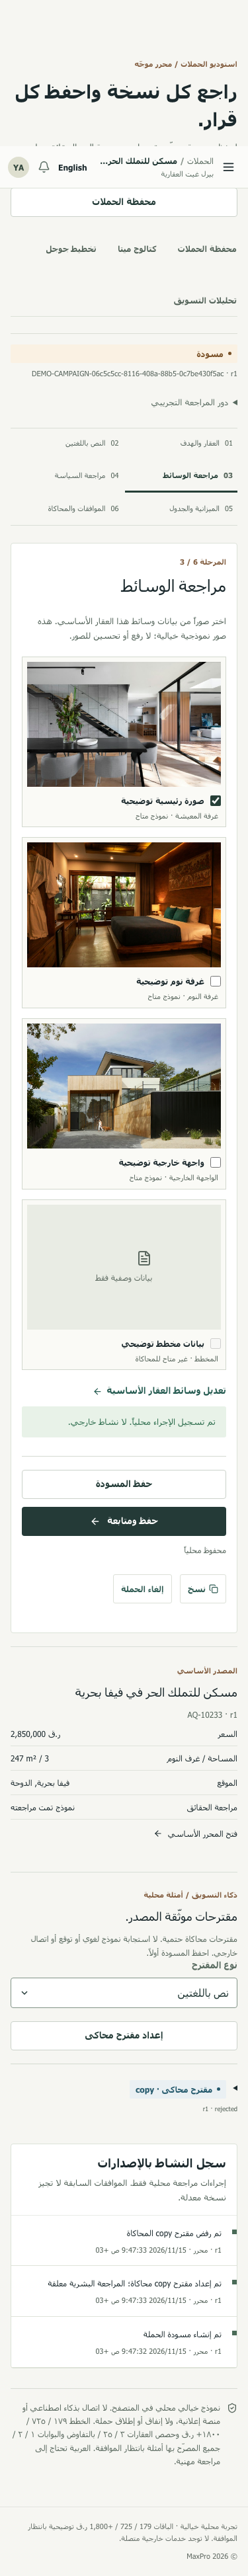 استوديو الحملات / محرر موجّه
راجع كل نسخة واحفظ كل
قرار.
الحملات / مسكن للتملك الحر...
بيرل غيت العقارية
English
YA
محفظة الحملات
محفظة الحملات
كتالوج ميتا
تخطيط جوجل
تحليلات التسويق
مسودة
DEMO-CAMPAIGN-06c5c5cc-8116-408a-88b5-0c7be430f5ac · r1
دور المراجعة التجريبي
01 العقار والهدف
02 النص باللغتين
03 مراجعة الوسائط
04 مراجعة السياسة
05 الميزانية والجدول
06 الموافقات والمحاكاة
المرحلة 6 / 3
مراجعة الوسائط
اختر صوراً من بيانات وسائط هذا العقار الأساسي. هذه
صور نموذجية خيالية؛ لا رفع أو تحسين للصور.
صورة رئيسية توضيحية
غرفة المعيشة · نموذج متاح
غرفة نوم توضيحية
غرفة النوم · نموذج متاح
واجهة خارجية توضيحية
الواجهة الخارجية · نموذج متاح
بيانات وصفية فقط
بيانات مخطط توضيحي
المخطط · غير متاح للمحاكاة
تعديل وسائط العقار الأساسية ←
تم تسجيل الإجراء محلياً. لا نشاط خارجي.
حفظ المسودة
حفظ ومتابعة ←
محفوظ محلياً
نسخ
إلغاء الحملة
المصدر الأساسي
مسكن للتملك الحر في فيفا بحرية
AQ-10233 · r1
السعر
ر.ق 2,850,000
المساحة / غرف النوم
247 m² / 3
الموقع
فيفا بحرية, الدوحة
مراجعة الحقائق
نموذج تمت مراجعته
فتح المحرر الأساسي ←
ذكاء التسويق / أمثلة محلية
مقترحات موثّقة المصدر.
مقترحات محاكاة حتمية. لا استجابة نموذج لغوي أو توقع أو اتصال
خارجي. احفظ المسودة أولاً.
نوع المقترح
نص باللغتين
إعداد مقترح محاكى
مقترح محاكى · copy
r1 · rejected
سجل النشاط بالإصدارات
إجراءات مراجعة محلية فقط. الموافقات السابقة لا تجيز
نسخة معدلة.
تم رفض مقترح copy المحاكاة
r1 · محرر · 2026/11/15 9:47:33 ص +03
تم إعداد مقترح copy محاكاة؛ المراجعة البشرية معلقة
r1 · محرر · 2026/11/15 9:47:33 ص +03
تم إنشاء مسودة الحملة
r1 · محرر · 2026/11/15 9:47:32 ص +03
نموذج خيالي محلي في المتصفح. لا اتصال بذكاء اصطناعي أو
منصة إعلانية، ولا إنفاق أو إطلاق حملة. الخطط ١٧٩ / ٧٢٥ /
١٨٠٠+ ر.ق وحصص العقارات ٣ / ٢٥ / بالتفاوض والبوابات ١ / ٢ /
جميع المصرّح بها أمثلة بانتظار الموافقة. العربية تحتاج إلى
مراجعة مهنية.
تجربة محلية خيالية · الباقات 179 / 725 / +1,800 ر.ق توضيحية بانتظار
الموافقة. لا توجد خدمات خارجية متصلة.
© 2026 MaxPro